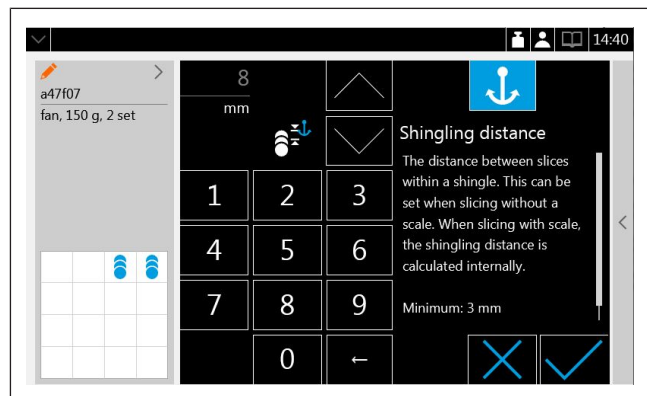 14:40
a47f07
fan, 150 g, 2 set
8
mm
1 2 3
4 5 6
7 8 9
0 ←
Shingling distance
The distance between slices
within a shingle. This can be
set when slicing without a
scale. When slicing with scale,
the shingling distance is
calculated internally.
Minimum: 3 mm